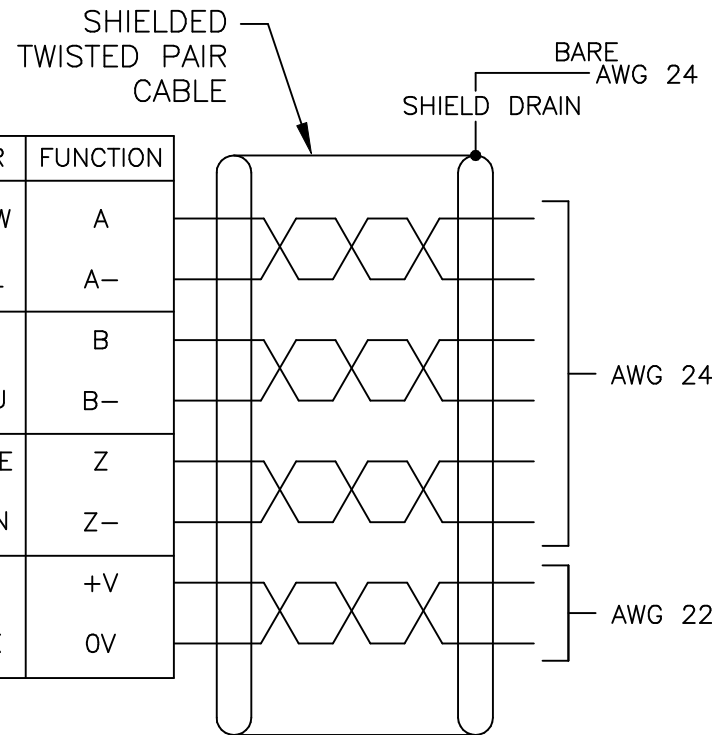 SHIELDED
TWISTED PAIR
CABLE
BARE
AWG 24
SHIELD DRAIN
R FUNCTION
W A
L A-
B
U B-
E Z
N Z-
+V
0V
AWG 24
AWG 22